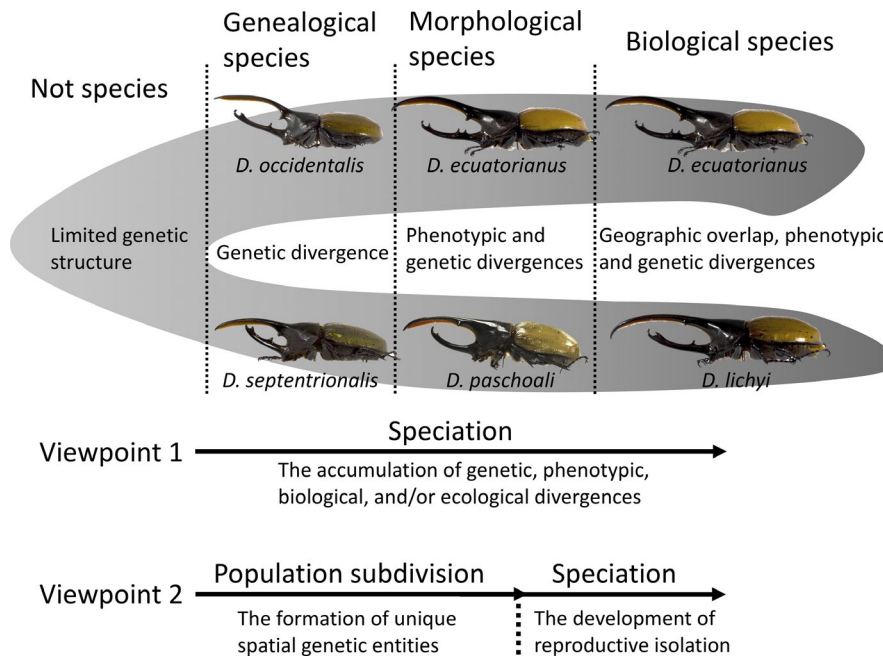 Genealogical
species
Morphological
species
Biological species
Not species
D. occidentalis
D. ecuatorianus
D. ecuatorianus
Limited genetic
structure
Genetic divergence
Phenotypic and
genetic divergences
Geographic overlap, phenotypic
and genetic divergences
D. septentrionalis
D. paschoali
D. lichyi
Viewpoint 1
Speciation
The accumulation of genetic, phenotypic,
biological, and/or ecological divergences
Viewpoint 2
Population subdivision
Speciation
The formation of unique
spatial genetic entities
The development of
reproductive isolation